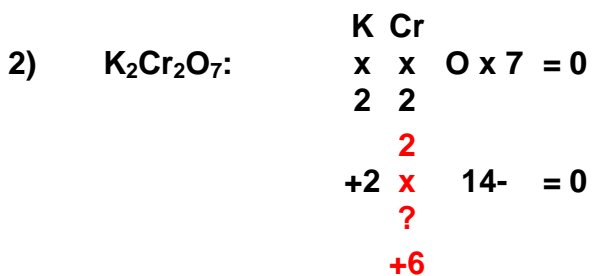 K Cr
2) K₂Cr₂O₇: x x O x 7 = 0
2 2
2
+2 x 14- = 0
?
+6